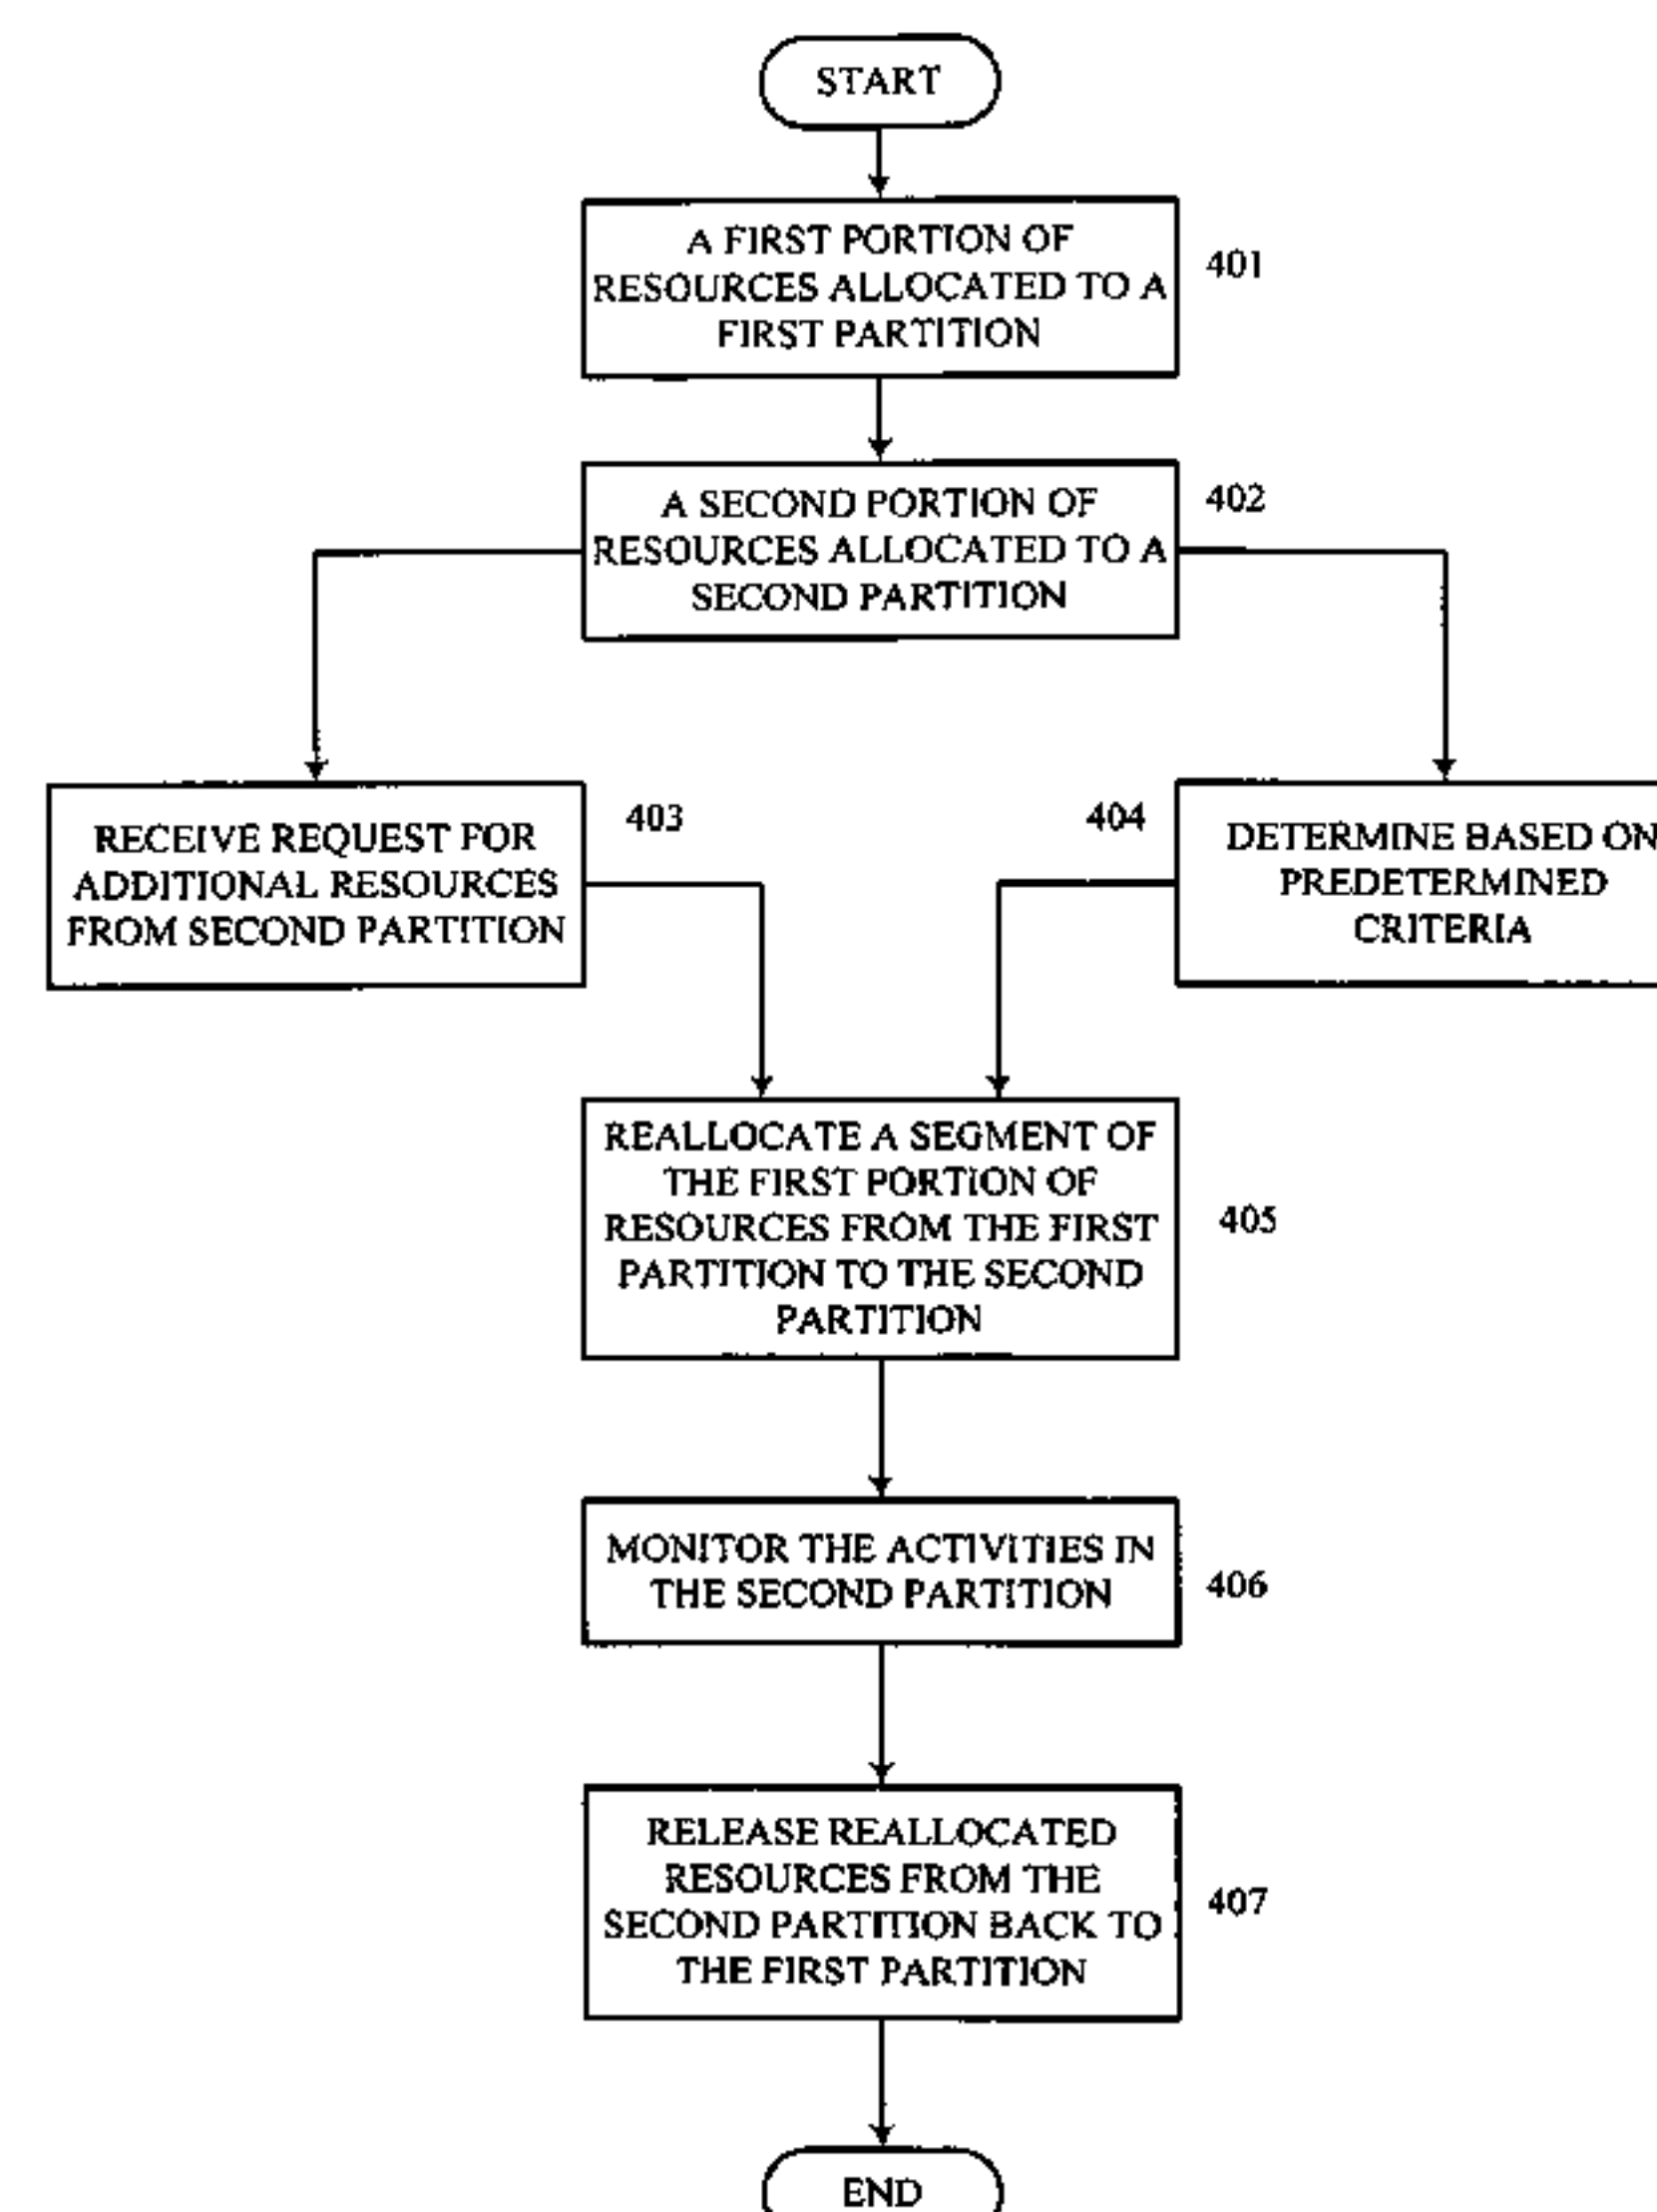 START
A FIRST PORTION OF
RESOURCES ALLOCATED TO A
FIRST PARTITION
401
A SECOND PORTION OF
RESOURCES ALLOCATED TO A
SECOND PARTITION
402
RECEIVE REQUEST FOR
ADDITIONAL RESOURCES
FROM SECOND PARTITION
403
404
DETERMINE BASED ON
PREDETERMINED
CRITERIA
REALLOCATE A SEGMENT OF
THE FIRST PORTION OF
RESOURCES FROM THE FIRST
PARTITION TO THE SECOND
PARTITION
405
MONITOR THE ACTIVITIES IN
THE SECOND PARTITION
406
RELEASE REALLOCATED
RESOURCES FROM THE
SECOND PARTITION BACK TO
THE FIRST PARTITION
407
END